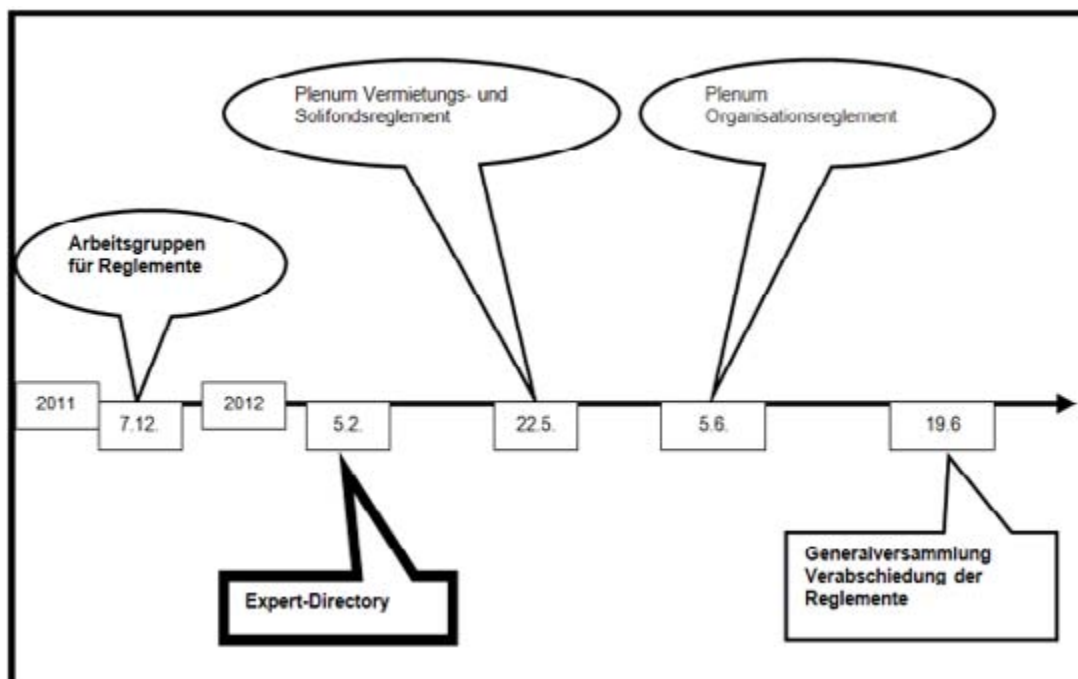 Plenum Vermietungs- und
Solifondsreglement
Plenum
Organisationsreglement
Arbeitsgruppen
für Reglemente
2011
7.12.
2012
5.2.
22.5.
5.6.
19.6
Expert-Directory
Generalversammlung
Verabschiedung der
Reglemente